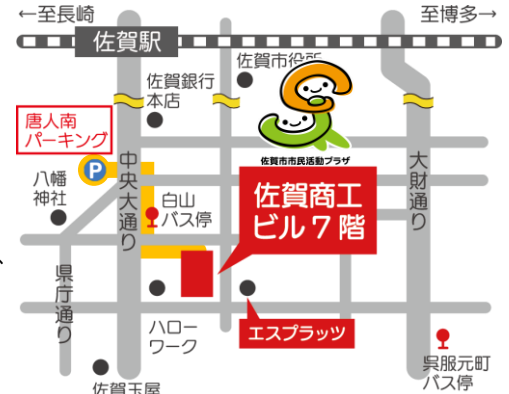 ←至長崎
至博多→
佐賀駅
佐賀市役所
佐賀銀行
本店
唐人南
パーキング
佐賀市市民活動プラザ
P
中央大通り
大財通り
八幡
神社
白山
バス停
佐賀商工
ビル7階
県庁通り
ハロー
ワーク
エスプラッツ
呉服元町
バス停
佐賀玉屋